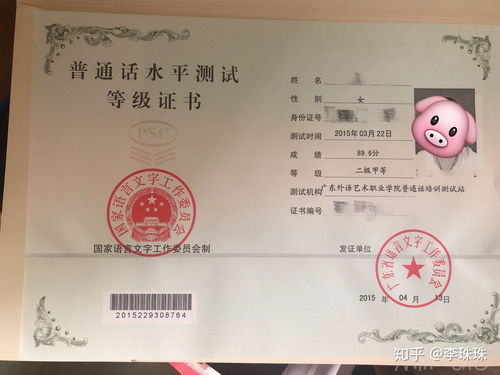 普通话水平测试
等级证书
PSC
国家语言文字工作委员会
国家语言文字工作委员会制
2015229308764
姓 名
性 别 女
身份证号
测试时间 2015年03月22日
成 绩 89.6分
等 级 二级甲等
测试机构 广东外语艺术职业学院普通话培训测试站
证书编号
发证单位
广东省语言文字工作委员会
2015 年 04 月 13日
知乎 @李珠珠